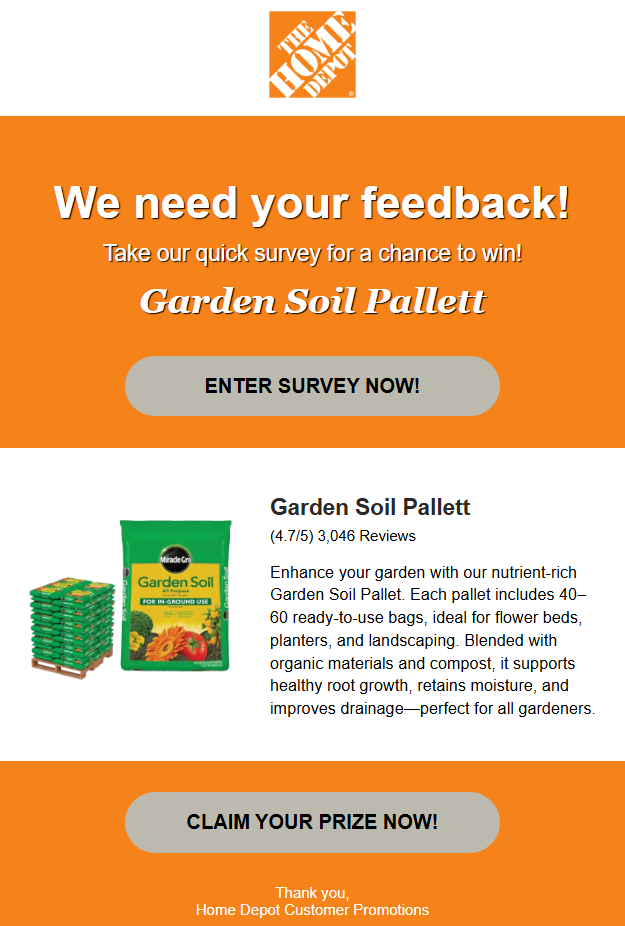 THE
HOME
DEPOT
We need your feedback!
Take our quick survey for a chance to win!
Garden Soil Pallett
ENTER SURVEY NOW!
Miracle-Gro
Garden Soil
All Purpose
FOR IN-GROUND USE
Garden Soil
Garden Soil Pallett
(4.7/5) 3,046 Reviews
Enhance your garden with our nutrient-rich
Garden Soil Pallet. Each pallet includes 40–
60 ready-to-use bags, ideal for flower beds,
planters, and landscaping. Blended with
organic materials and compost, it supports
healthy root growth, retains moisture, and
improves drainage—perfect for all gardeners.
CLAIM YOUR PRIZE NOW!
Thank you,
Home Depot Customer Promotions